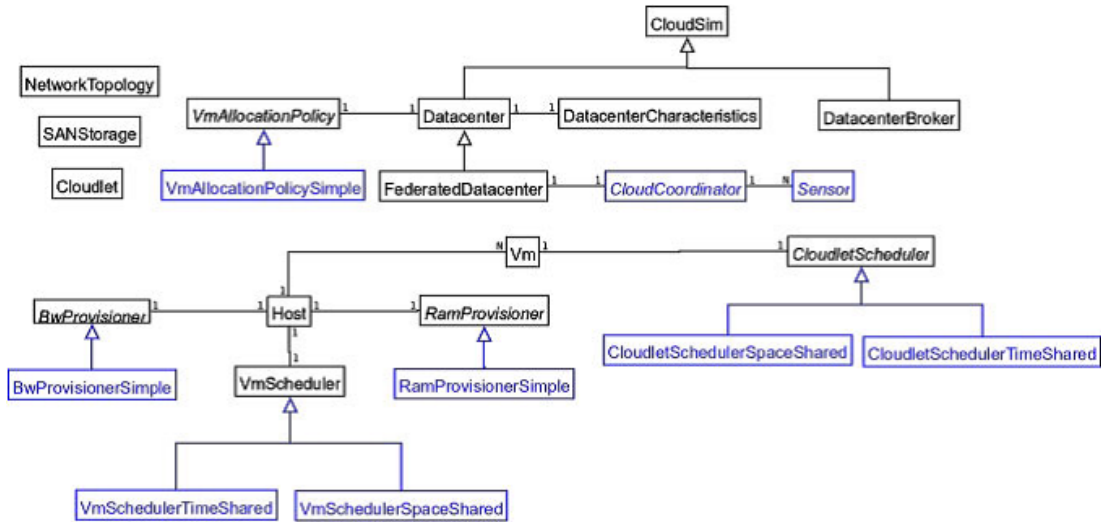 CloudSim
NetworkTopology
VmAllocationPolicy 1 1 Datacenter 1 1 DatacenterCharacteristics
DatacenterBroker
SANStorage
Cloudlet
VmAllocationPolicySimple
FederatedDatacenter 1 1 CloudCoordinator 1 N Sensor
N Vm 1 1 CloudletScheduler
1
BwProvisioner 1 1 Host 1 1 RamProvisioner
1
1
CloudletSchedulerSpaceShared
CloudletSchedulerTimeShared
BwProvisionerSimple
VmScheduler
RamProvisionerSimple
VmSchedulerTimeShared
VmSchedulerSpaceShared